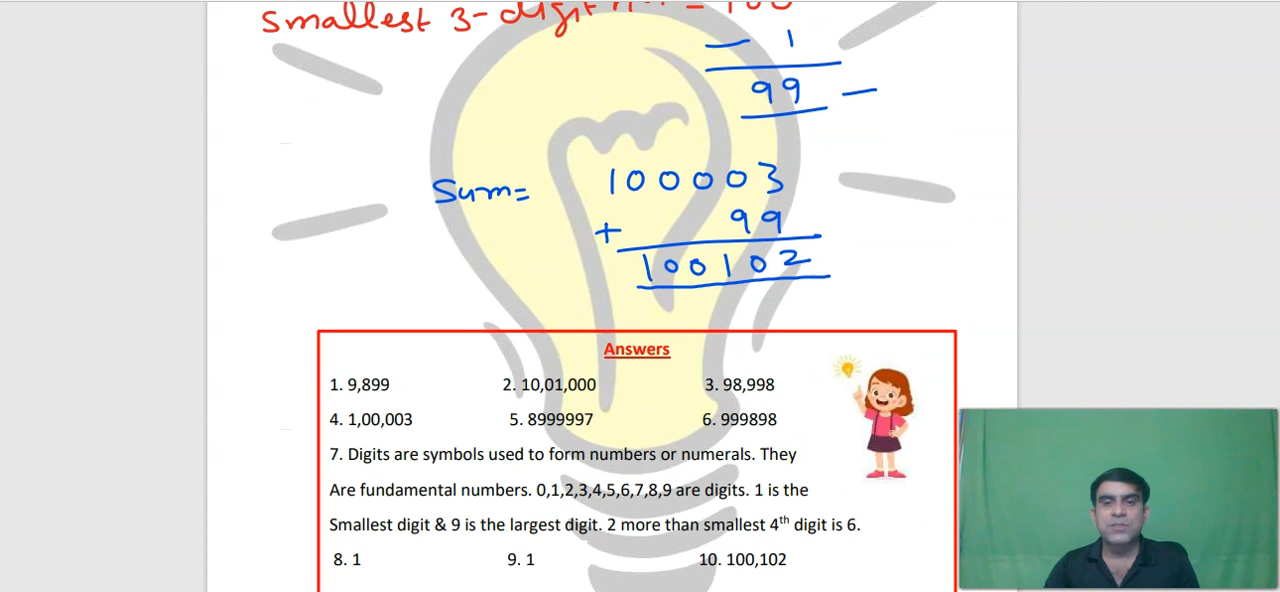 Smallest 3-digit no. = 100
— 1
99 —
Sum= 100003
+ 99
100102
Answers
1. 9,899 2. 10,01,000 3. 98,998
4. 1,00,003 5. 8999997 6. 999898
7. Digits are symbols used to form numbers or numerals. They
Are fundamental numbers. 0,1,2,3,4,5,6,7,8,9 are digits. 1 is the
Smallest digit & 9 is the largest digit. 2 more than smallest 4th digit is 6.
8. 1 9. 1 10. 100,102